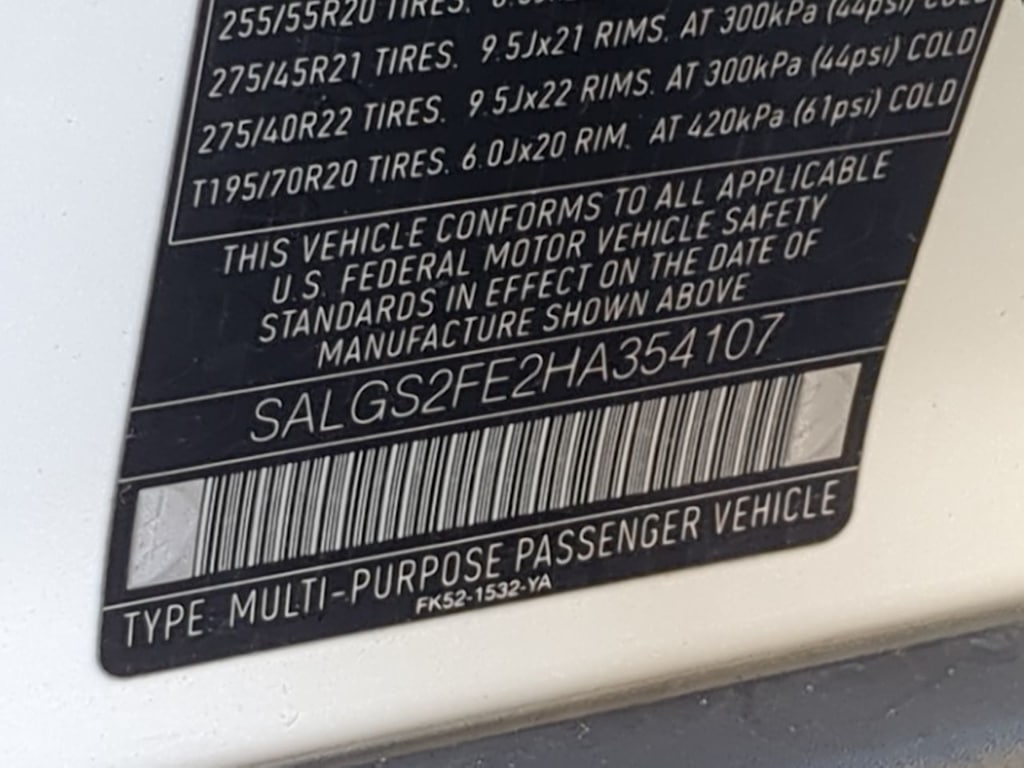 255/55R20 TIRES.
275/45R21 TIRES. 9.5Jx21 RIMS. AT 300kPa (44psi) COLD
275/40R22 TIRES. 9.5Jx22 RIMS. AT 300kPa (44psi) COLD
T195/70R20 TIRES. 6.0Jx20 RIM. AT 420kPa (61psi) COLD
THIS VEHICLE CONFORMS TO ALL APPLICABLE
U.S. FEDERAL MOTOR VEHICLE SAFETY
STANDARDS IN EFFECT ON THE DATE OF
MANUFACTURE SHOWN ABOVE
SALGS2FE2HA354107
TYPE MULTI-PURPOSE PASSENGER VEHICLE
FK52-1532-YA